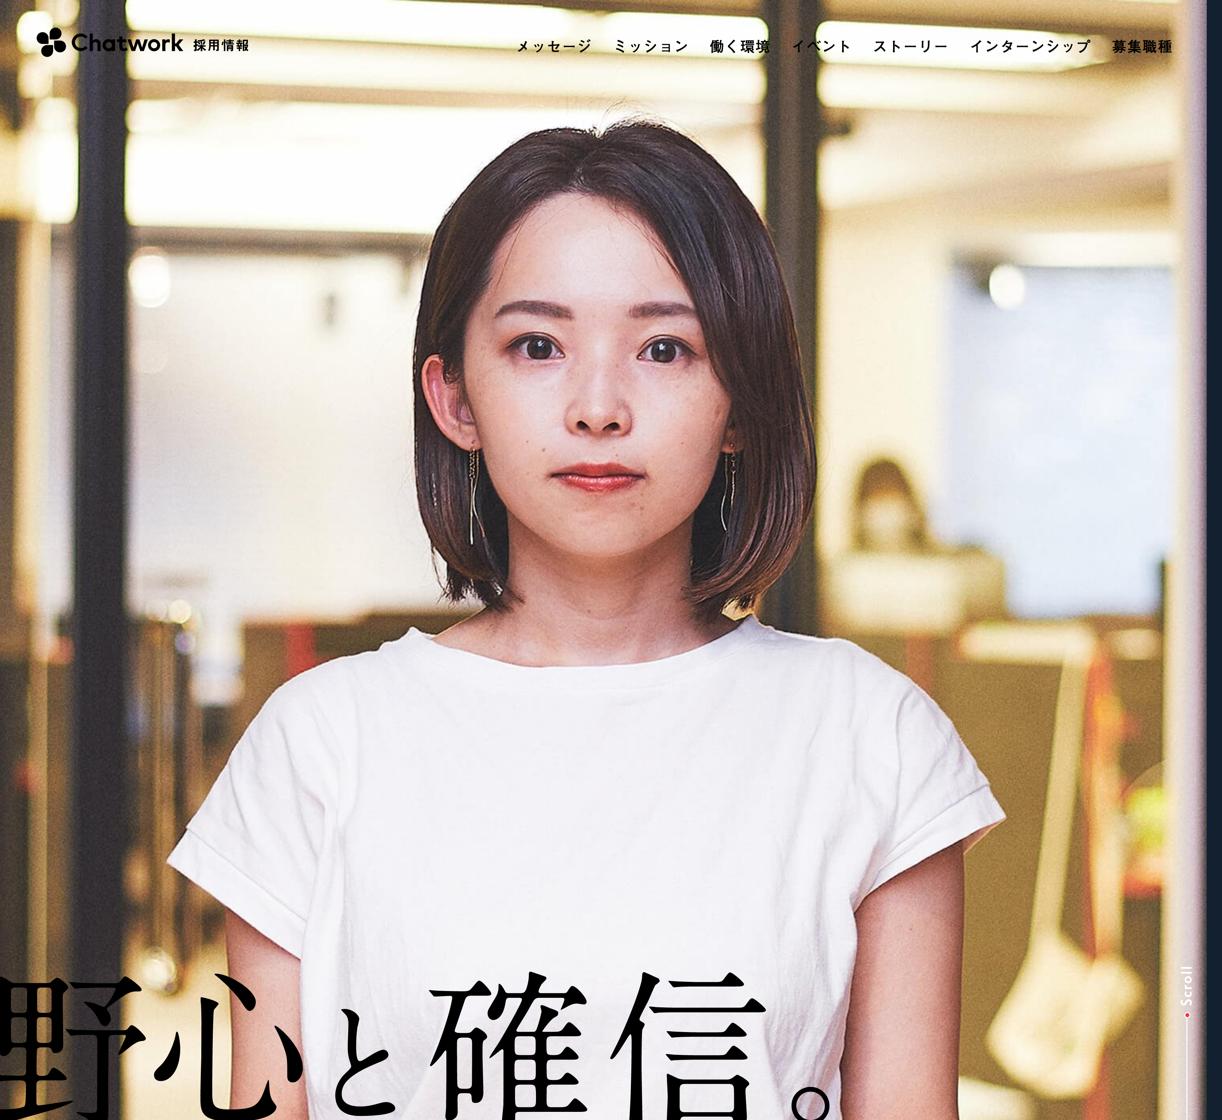 Chatwork 採用情報
メッセージ ミッション 働く環境 イベント ストーリー インターンシップ 募集職種
野心と確信。
Scroll